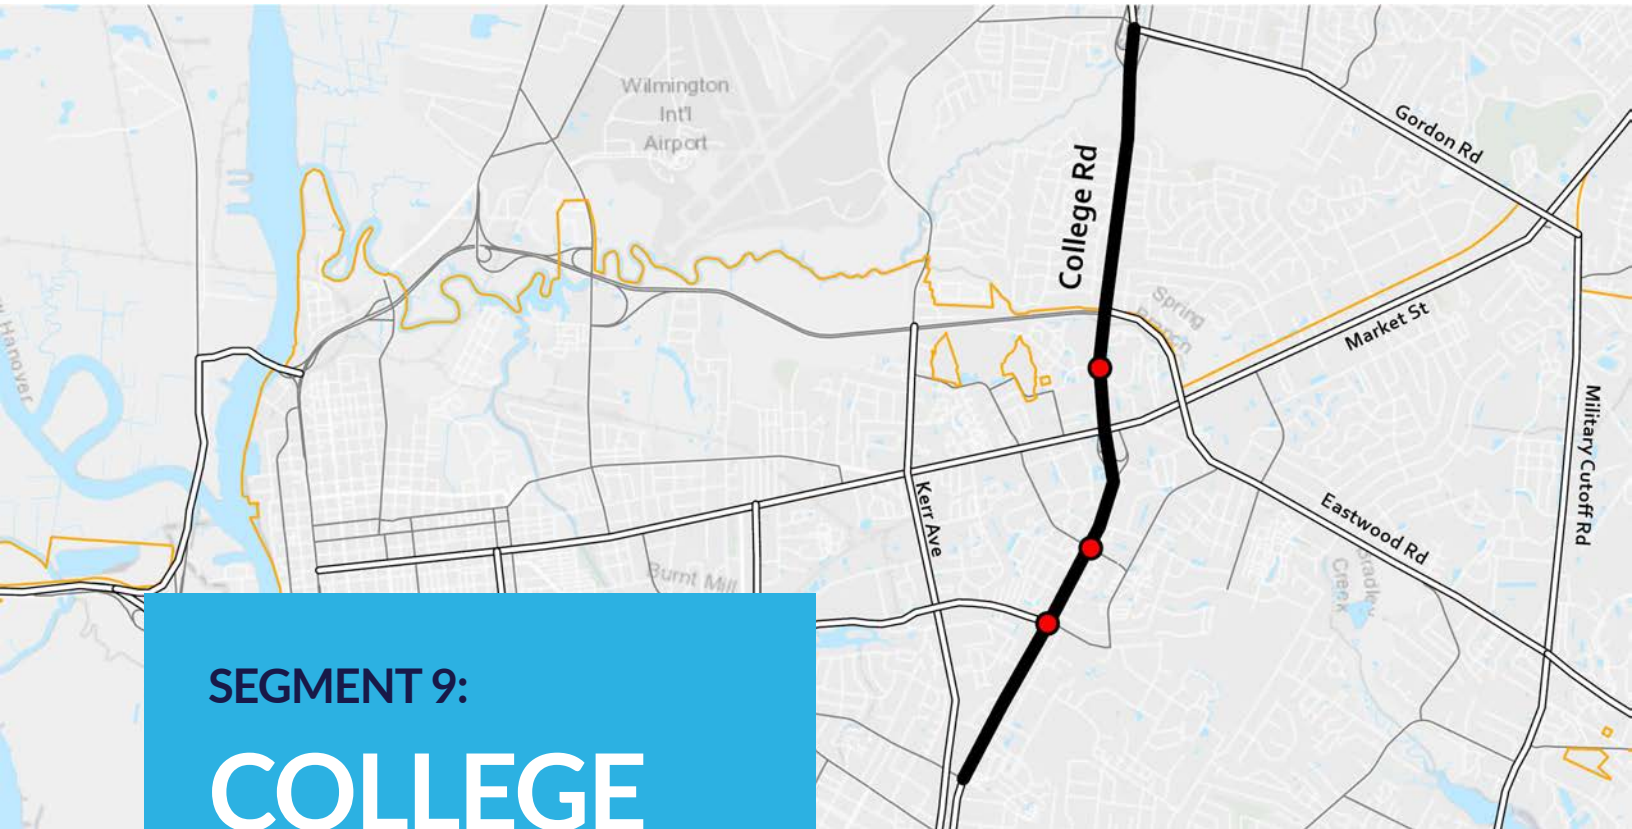 Wilmington
Int'l
Airport
Gordon Rd
College Rd
Spring
Branch
Market St
Hanover
Military Cutoff Rd
Kerr Ave
Eastwood Rd
Burnt Mill
Bradley
Creek
SEGMENT 9:
COLLEGE